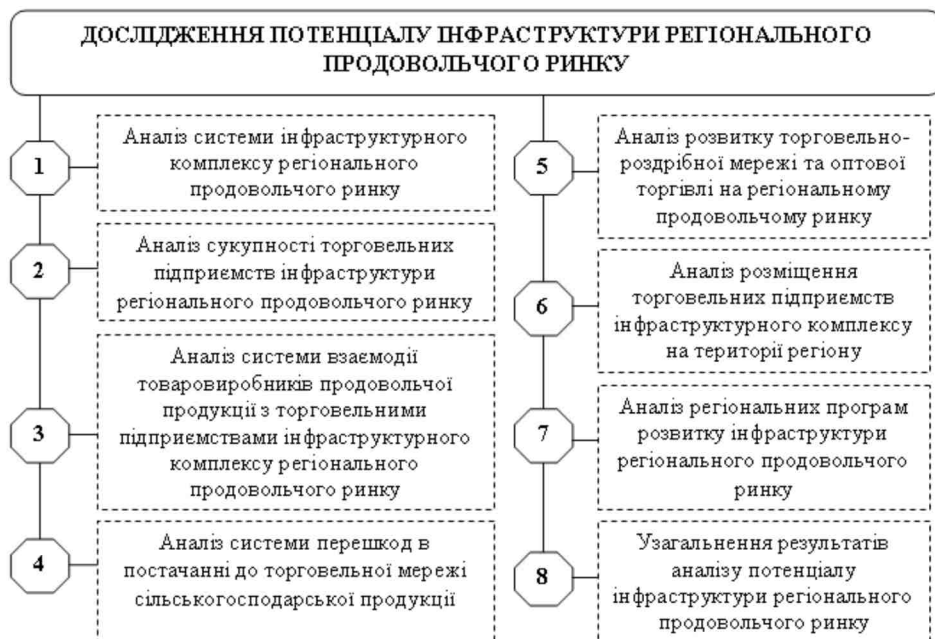 ДОСЛІДЖЕННЯ ПОТЕНЦІАЛУ ІНФРАСТРУКТУРИ РЕГІОНАЛЬНОГО
ПРОДОВОЛЬЧОГО РИНКУ
1
Аналіз системи інфраструктурного
комплексу регіонального
продовольчого ринку
2
Аналіз сукупності торговельних
підприємств інфраструктури
регіонального продовольчого ринку
3
Аналіз системи взаємодії
товаровиробників продовольчої
продукції з торговельними
підприємствами інфраструктурного
комплексу регіонального
продовольчого ринку
4
Аналіз системи перешкод в
постачанні до торговельної мережі
сільськогосподарської продукції
5
Аналіз розвитку торговельно-
роздрібної мережі та оптової
торгівлі на регіональному
продовольчому ринку
6
Аналіз розміщення
торговельних підприємств
інфраструктурного комплексу
на території регіону
7
Аналіз регіональних програм
розвитку інфраструктури
регіонального продовольчого
ринку
8
Узагальнення результатів
аналізу потенціалу
інфраструктури регіонального
продовольчого ринку